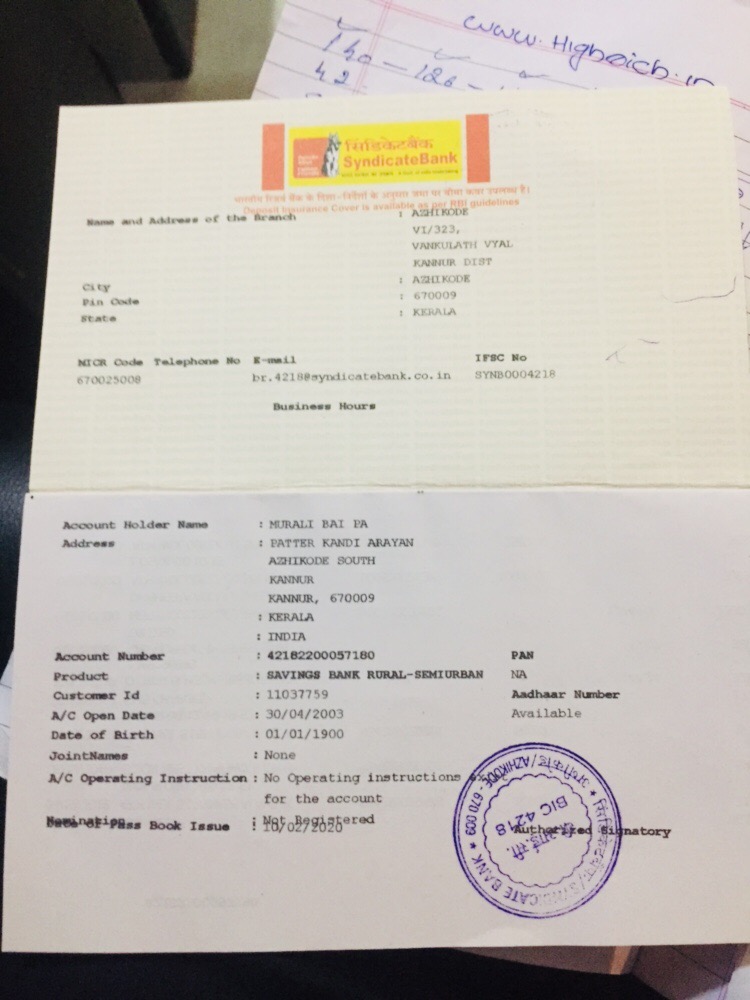 www.Highreich.in
140 - 120 -
42
सिंडिकेटबैंक
SyndicateBank
भारतीय रिज़र्व बैंक के दिशा-निर्देशों के अनुसार जमा पर बीमा कवर उपलब्ध है।
Deposit Insurance Cover is available as per RBI guidelines
Name and Address of the Branch : AZHIKODE
VI/323,
VANKULATH VYAL
KANNUR DIST
City : AZHIKODE
Pin Code : 670009
State : KERALA
MICR Code Telephone No E-mail IFSC No
670025008 br.4218@syndicatebank.co.in SYNB0004218
Business Hours
Account Holder Name : MURALI BAI PA
Address : PATTER KANDI ARAYAN
AZHIKODE SOUTH
KANNUR
KANNUR, 670009
: KERALA
: INDIA
Account Number : 42182200057180 PAN
Product : SAVINGS BANK RURAL-SEMIURBAN NA
Customer Id : 11037759 Aadhaar Number
A/C Open Date : 30/04/2003 Available
Date of Birth : 01/01/1900
JointNames : None
A/C Operating Instruction : No Operating instructions
for the account
Nomination : Not Registered
Date of Pass Book Issue : 10/02/2020
Authorized Signatory
SYNDICATE BANK * AZHIKODE - 670 009
BIC 4218